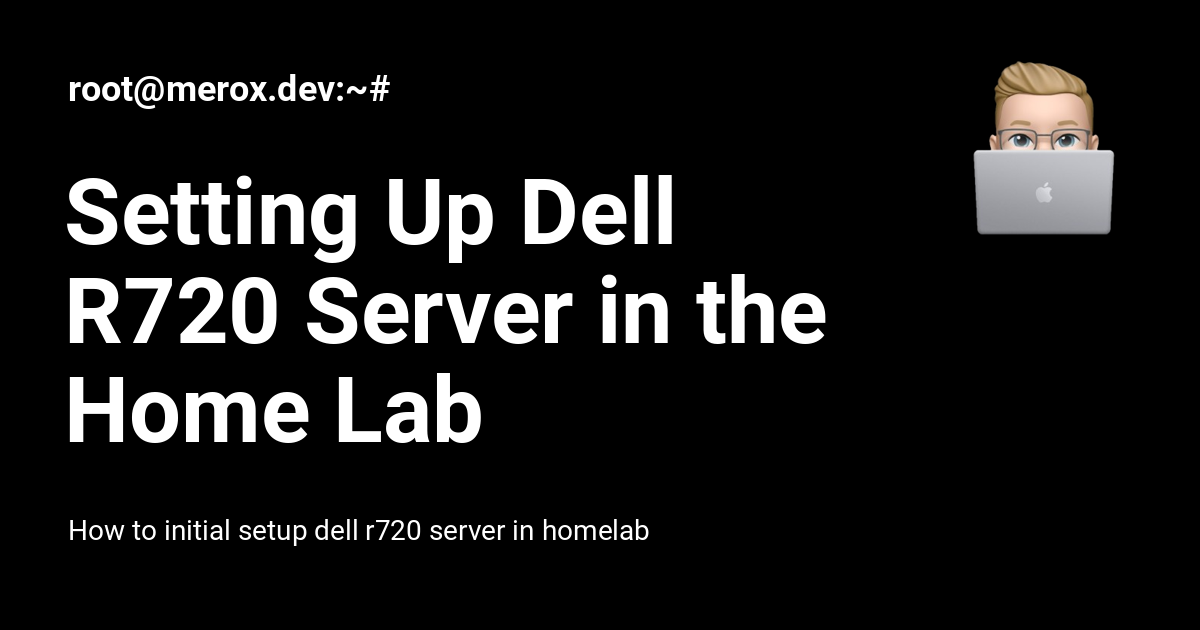 root@merox.dev:~#
Setting Up Dell
R720 Server in the
Home Lab
How to initial setup dell r720 server in homelab